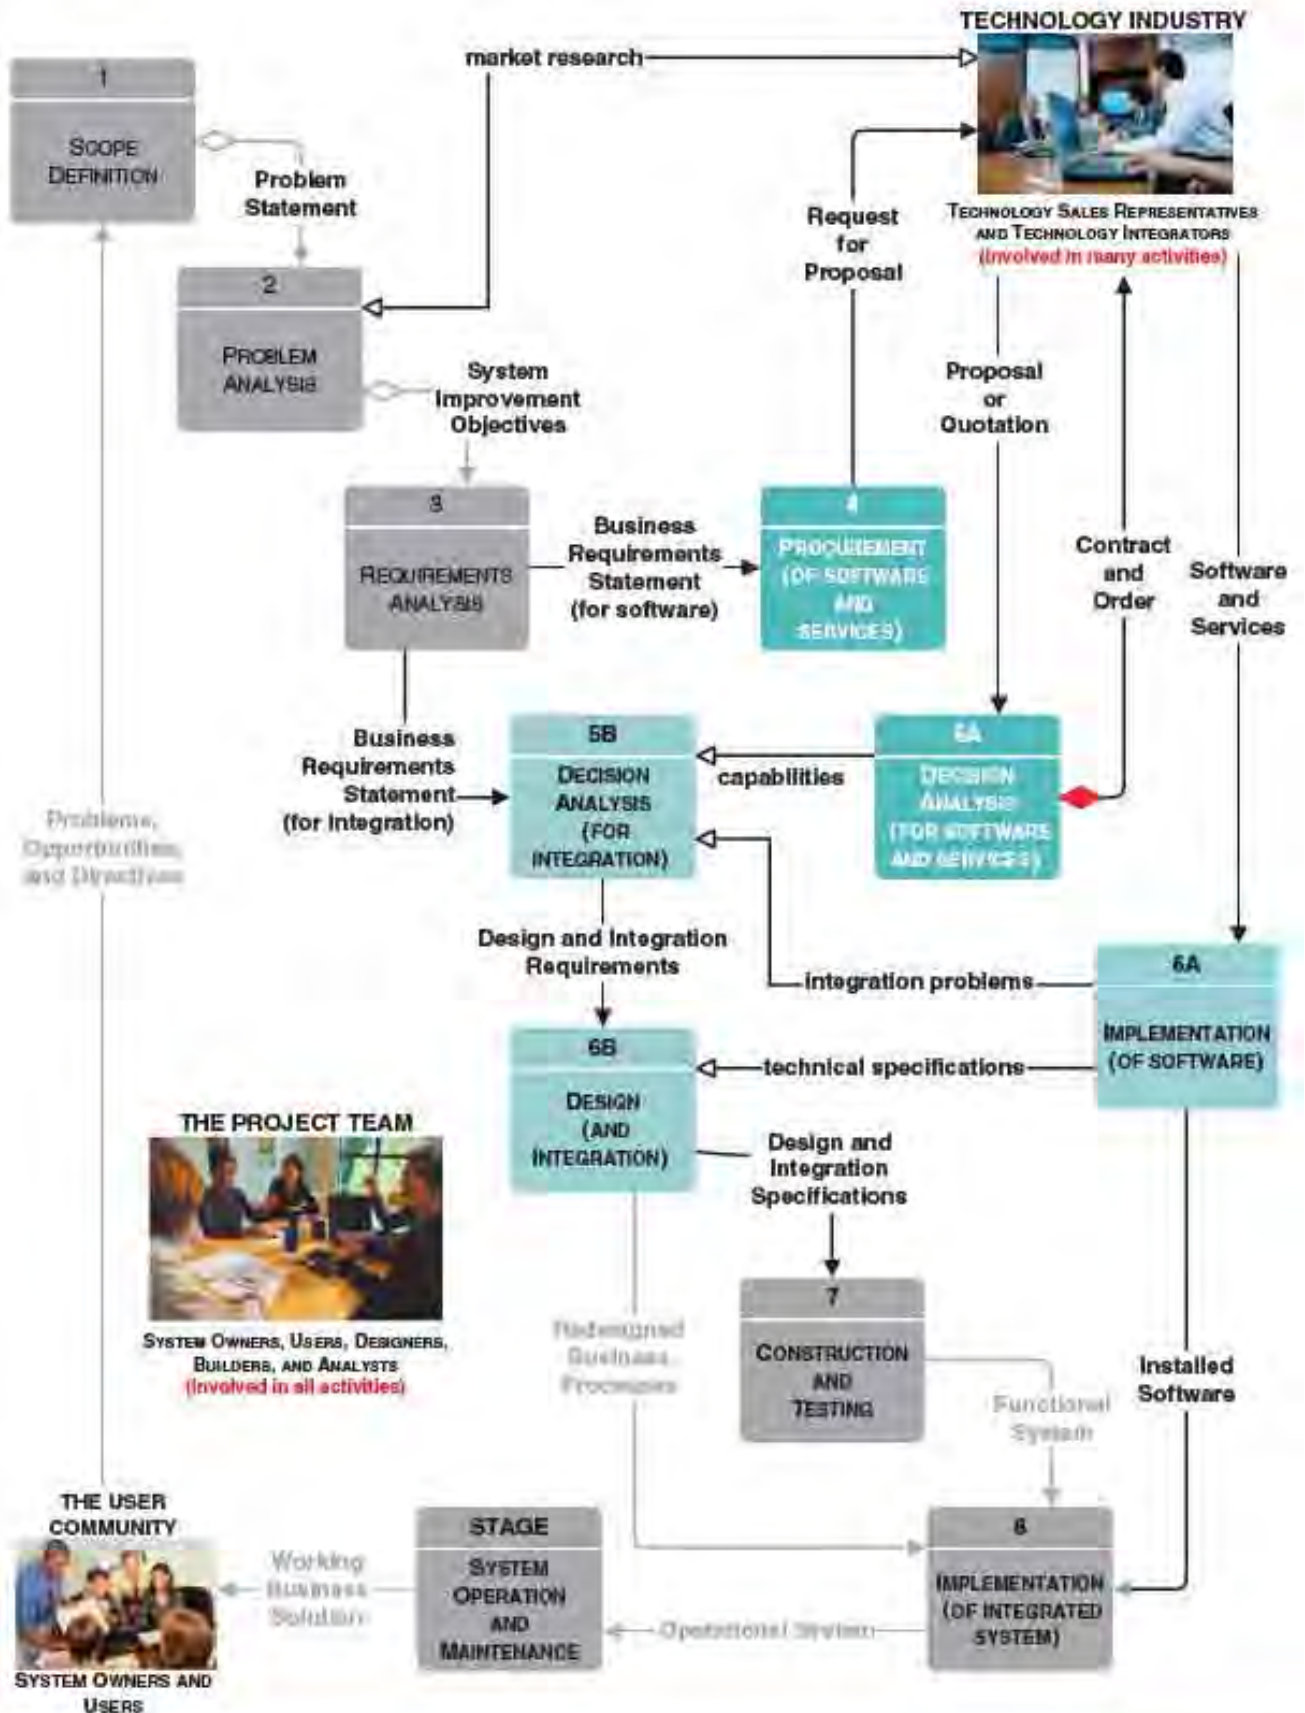 TECHNOLOGY INDUSTRY
market research
1
SCOPE
DEFINITION
Problem
Statement
Request
for
Proposal
TECHNOLOGY SALES REPRESENTATIVES
AND TECHNOLOGY INTEGRATORS
(involved in many activities)
2
PROBLEM
ANALYSIS
System
Improvement
Objectives
Proposal
or
Quotation
3
REQUIREMENTS
ANALYSIS
Business
Requirements
Statement
(for software)
4
PROCUREMENT
(OF SOFTWARE
AND
SERVICES)
Contract
and
Order
Software
and
Services
Business
Requirements
Statement
(for integration)
5B
DECISION
ANALYSIS
(FOR
INTEGRATION)
capabilities
5A
DECISION
ANALYSIS
(FOR SOFTWARE
AND SERVICES)
Problems,
Opportunities,
and Directives
Design and Integration
Requirements
integration problems
6A
IMPLEMENTATION
(OF SOFTWARE)
6B
DESIGN
(AND
INTEGRATION)
technical specifications
THE PROJECT TEAM
Design and
Integration
Specifications
SYSTEM OWNERS, USERS, DESIGNERS,
BUILDERS, AND ANALYSTS
(involved in all activities)
Redesigned
Business
Processes
7
CONSTRUCTION
AND
TESTING
Functional
System
Installed
Software
THE USER
COMMUNITY
Working
Business
Solution
STAGE
SYSTEM
OPERATION
AND
MAINTENANCE
Operational System
8
IMPLEMENTATION
(OF INTEGRATED
SYSTEM)
SYSTEM OWNERS AND
USERS